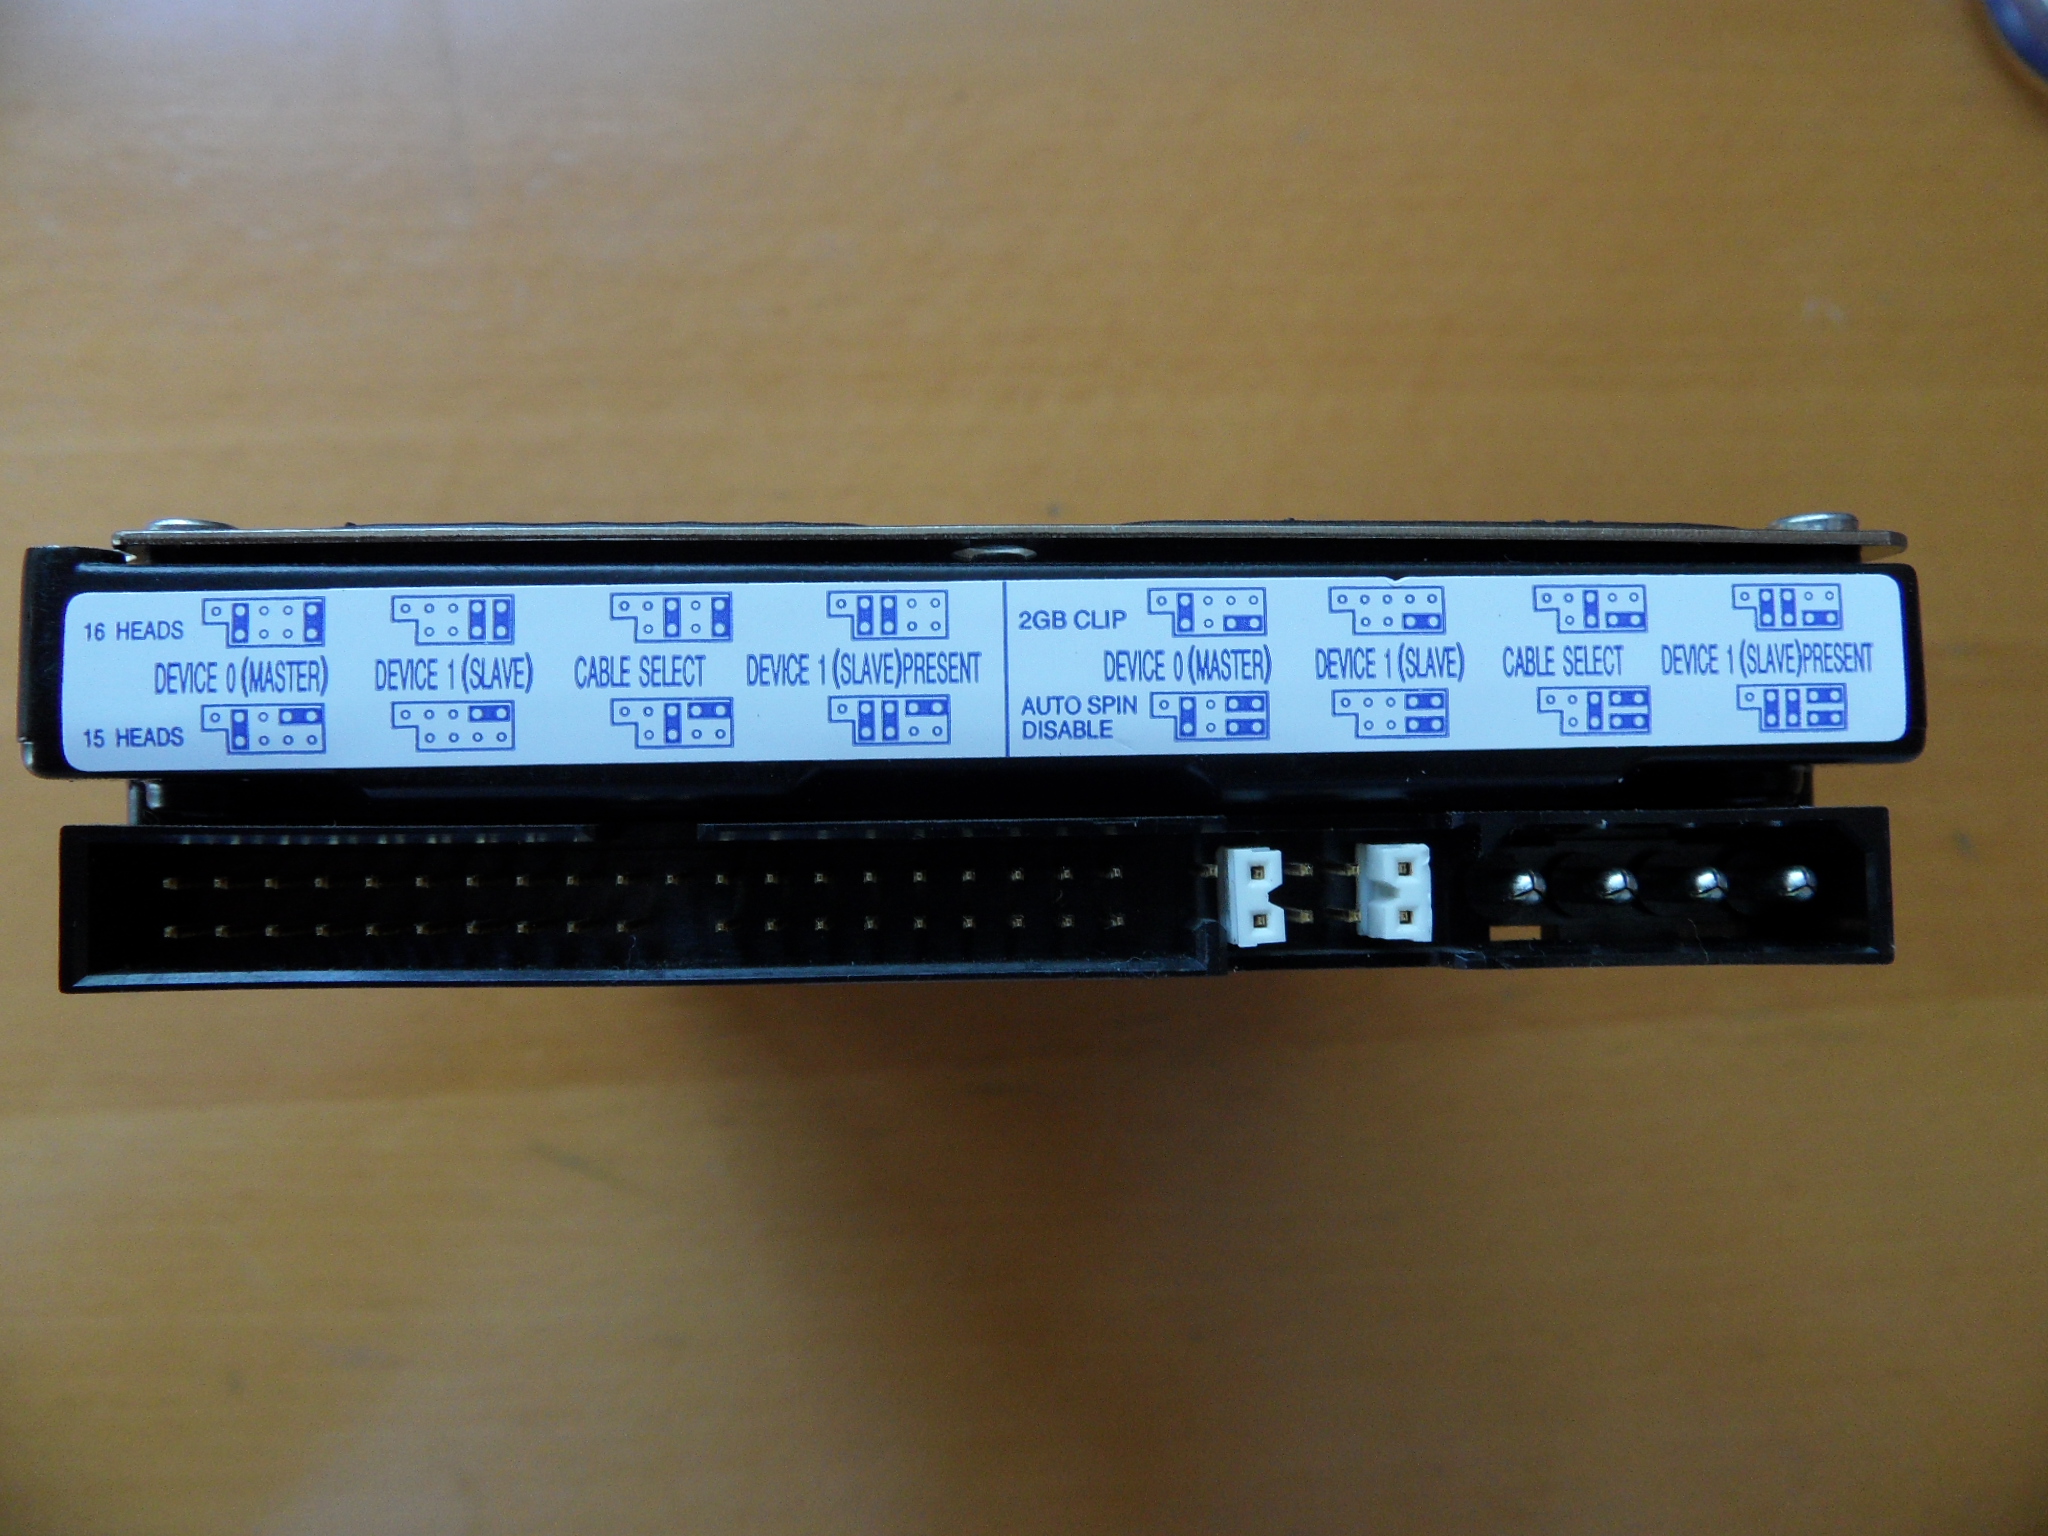 16 HEADS
DEVICE 0 (MASTER) DEVICE 1 (SLAVE) CABLE SELECT DEVICE 1 (SLAVE)PRESENT
15 HEADS
2GB CLIP
DEVICE 0 (MASTER) DEVICE 1 (SLAVE) CABLE SELECT DEVICE 1 (SLAVE)PRESENT
AUTO SPIN
DISABLE